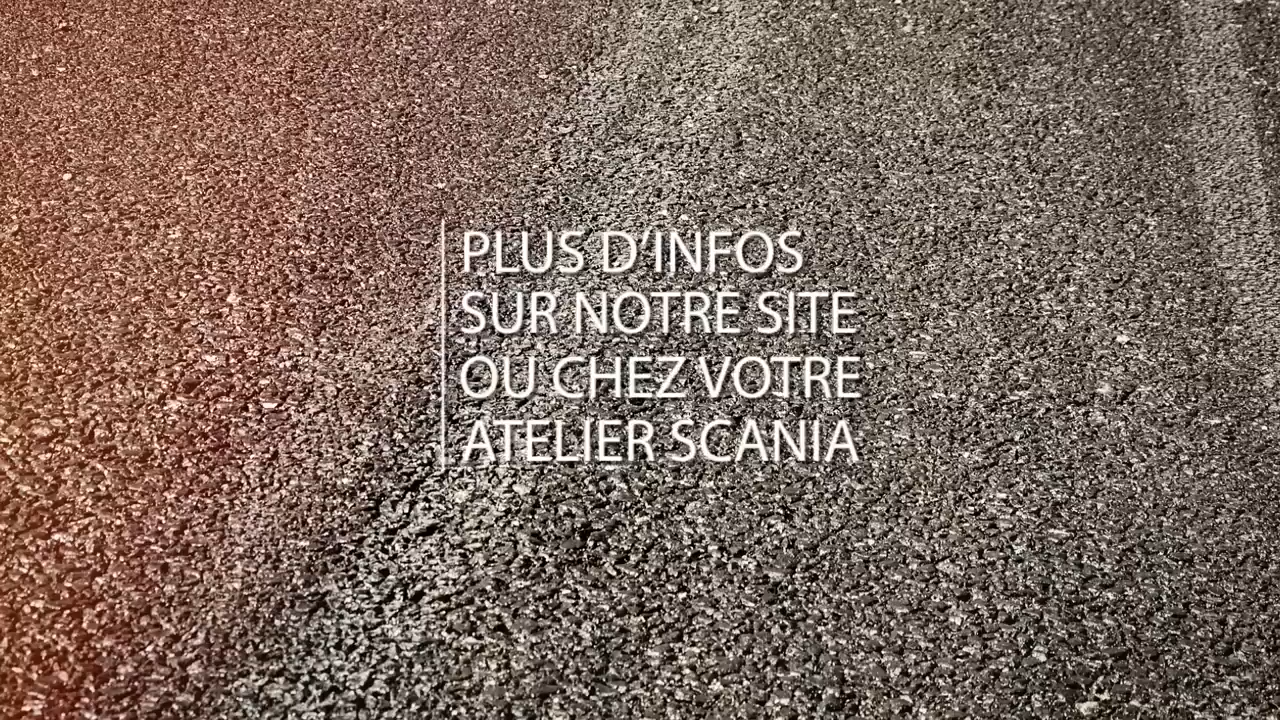 PLUS D'INFOS
SUR NOTRE SITE
OU CHEZ VOTRE
ATELIER SCANIA